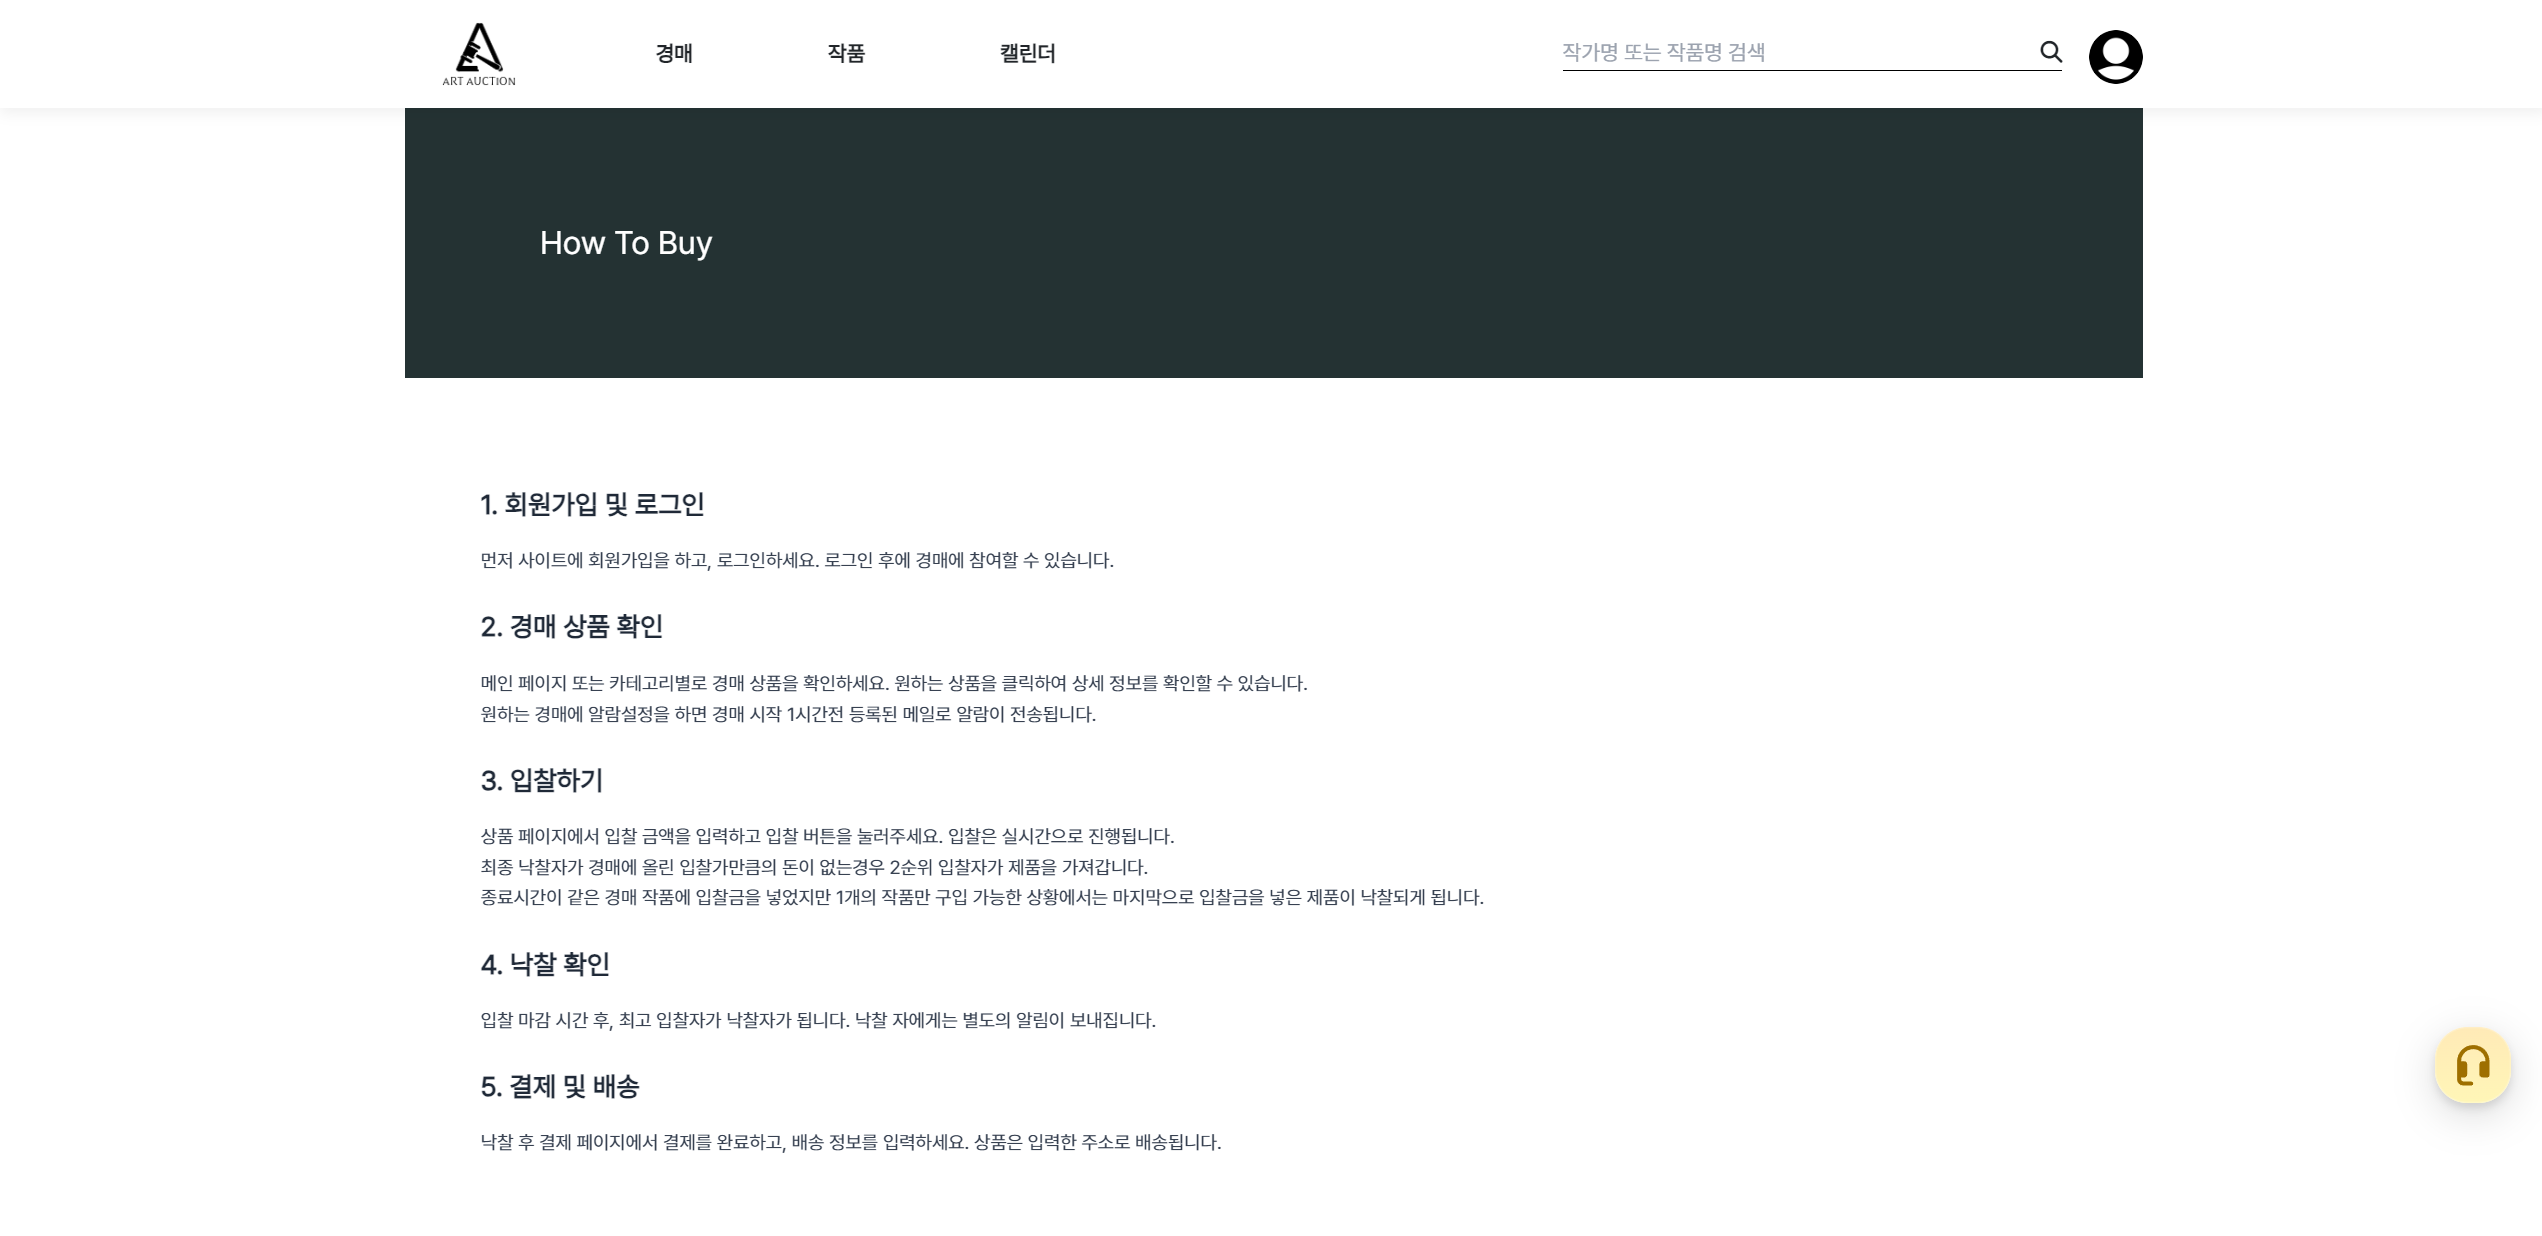 ART AUCTION
경매
작품
캘린더
작가명 또는 작품명 검색
How To Buy
1. 회원가입 및 로그인
먼저 사이트에 회원가입을 하고, 로그인하세요. 로그인 후에 경매에 참여할 수 있습니다.
2. 경매 상품 확인
메인 페이지 또는 카테고리별로 경매 상품을 확인하세요. 원하는 상품을 클릭하여 상세 정보를 확인할 수 있습니다.
원하는 경매에 알람설정을 하면 경매 시작 1시간전 등록된 메일로 알람이 전송됩니다.
3. 입찰하기
상품 페이지에서 입찰 금액을 입력하고 입찰 버튼을 눌러주세요. 입찰은 실시간으로 진행됩니다.
최종 낙찰자가 경매에 올린 입찰가만큼의 돈이 없는경우 2순위 입찰자가 제품을 가져갑니다.
종료시간이 같은 경매 작품에 입찰금을 넣었지만 1개의 작품만 구입 가능한 상황에서는 마지막으로 입찰금을 넣은 제품이 낙찰되게 됩니다.
4. 낙찰 확인
입찰 마감 시간 후, 최고 입찰자가 낙찰자가 됩니다. 낙찰 자에게는 별도의 알림이 보내집니다.
5. 결제 및 배송
낙찰 후 결제 페이지에서 결제를 완료하고, 배송 정보를 입력하세요. 상품은 입력한 주소로 배송됩니다.